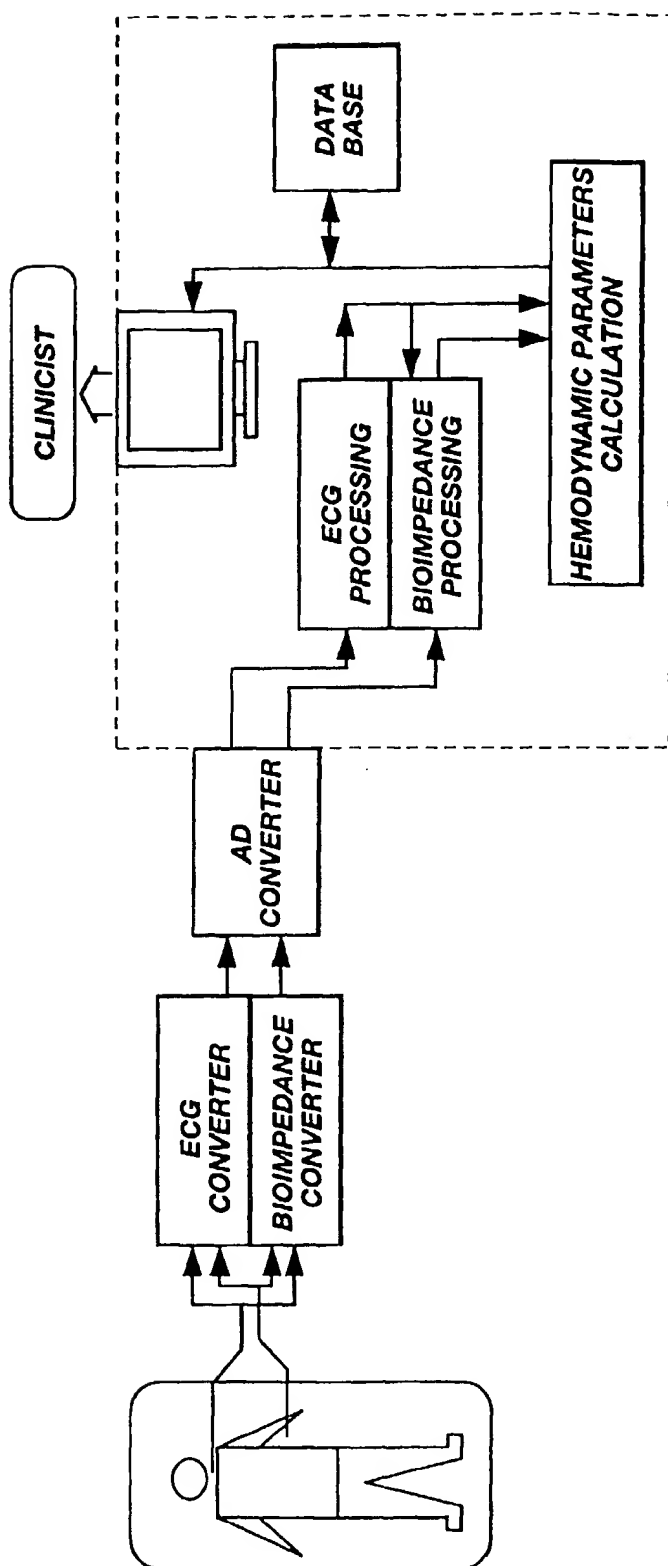 ECG
CONVERTER
BIOIMPEDANCE
CONVERTER
AD
CONVERTER
ECG
PROCESSING
BIOIMPEDANCE
PROCESSING
CLINICIST
DATA
BASE
HEMODYNAMIC PARAMETERS
CALCULATION